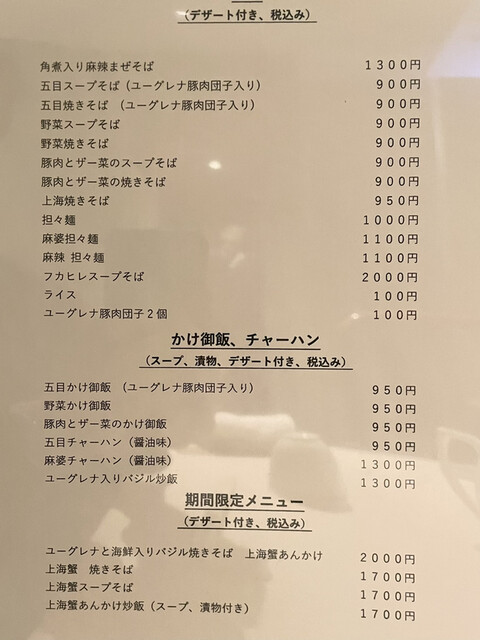 （デザート付き、税込み）
角煮入り麻辣まぜそば　１３００円
五目スープそば（ユーグレナ豚肉団子入り）　９００円
五目焼きそば　（ユーグレナ豚肉団子入り）　９００円
野菜スープそば　９００円
野菜焼きそば　９００円
豚肉とザー菜のスープそば　９００円
豚肉とザー菜の焼きそば　９００円
上海焼きそば　９５０円
担々麺　１０００円
麻婆担々麺　１１００円
麻辣 担々麺　１１００円
フカヒレスープそば　２０００円
ライス　１００円
ユーグレナ豚肉団子２個　１００円
かけ御飯、チャーハン
（スープ、漬物、デザート付き、税込み）
五目かけ御飯　（ユーグレナ豚肉団子入り）　９５０円
野菜かけ御飯　９５０円
豚肉とザー菜のかけ御飯　９５０円
五目チャーハン（醤油味）　９５０円
麻婆チャーハン（醤油味）　１３００円
ユーグレナ入りバジル炒飯　１３００円
期間限定メニュー
（デザート付き、税込み）
ユーグレナと海鮮入りバジル焼きそば　上海蟹あんかけ　２０００円
上海蟹　焼きそば　１７００円
上海蟹スープそば　１７００円
上海蟹あんかけ炒飯（スープ、漬物付き）　１７００円